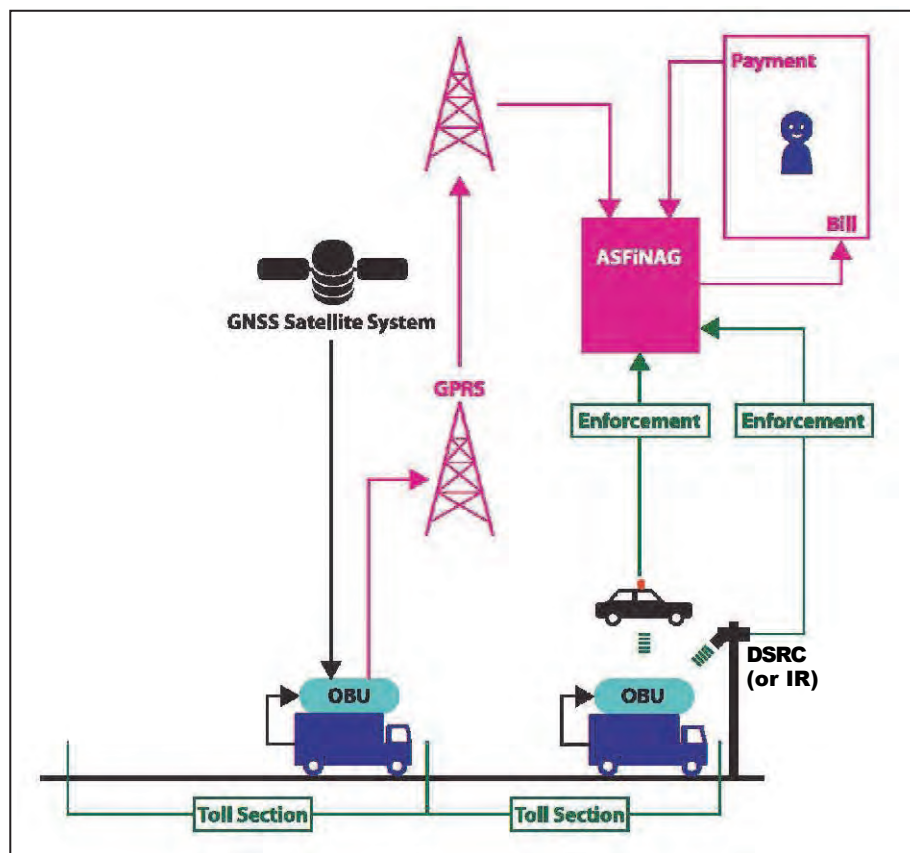 Payment
Bill
ASFiNAG
GNSS Satellite System
GPRS
Enforcement
Enforcement
DSRC
(or IR)
OBU
OBU
Toll Section
Toll Section